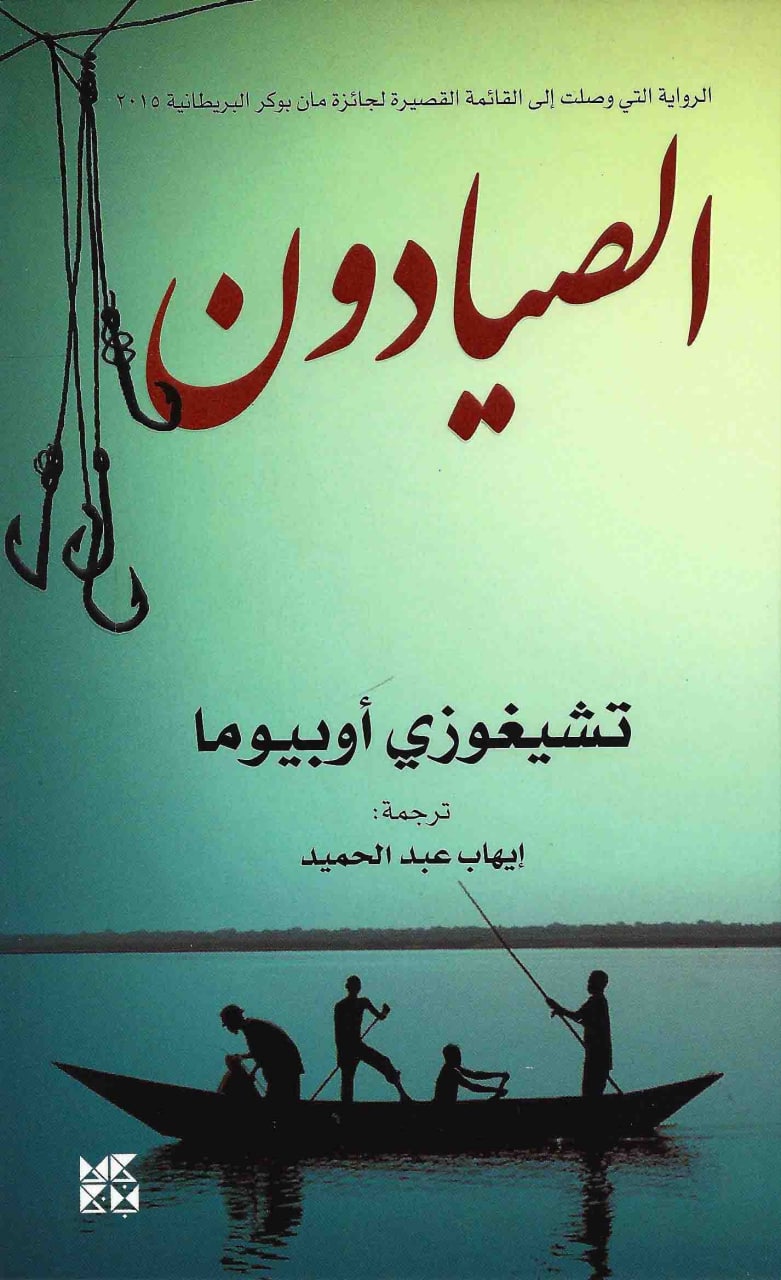 الرواية التي وصلت إلى القائمة القصيرة لجائزة مان بوكر البريطانية ٢٠١٥
الصيادون
تشيغوزي أوبيوما
ترجمة:
إيهاب عبد الحميد